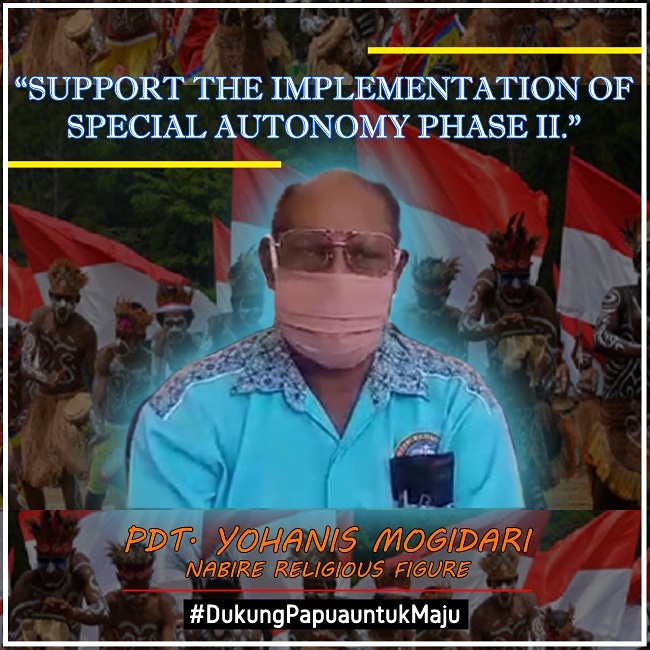 “SUPPORT THE IMPLEMENTATION OF
SPECIAL AUTONOMY PHASE II.”
PDT. YOHANIS MOGIDARI
NABIRE RELIGIOUS FIGURE
#DukungPapuauntukMaju